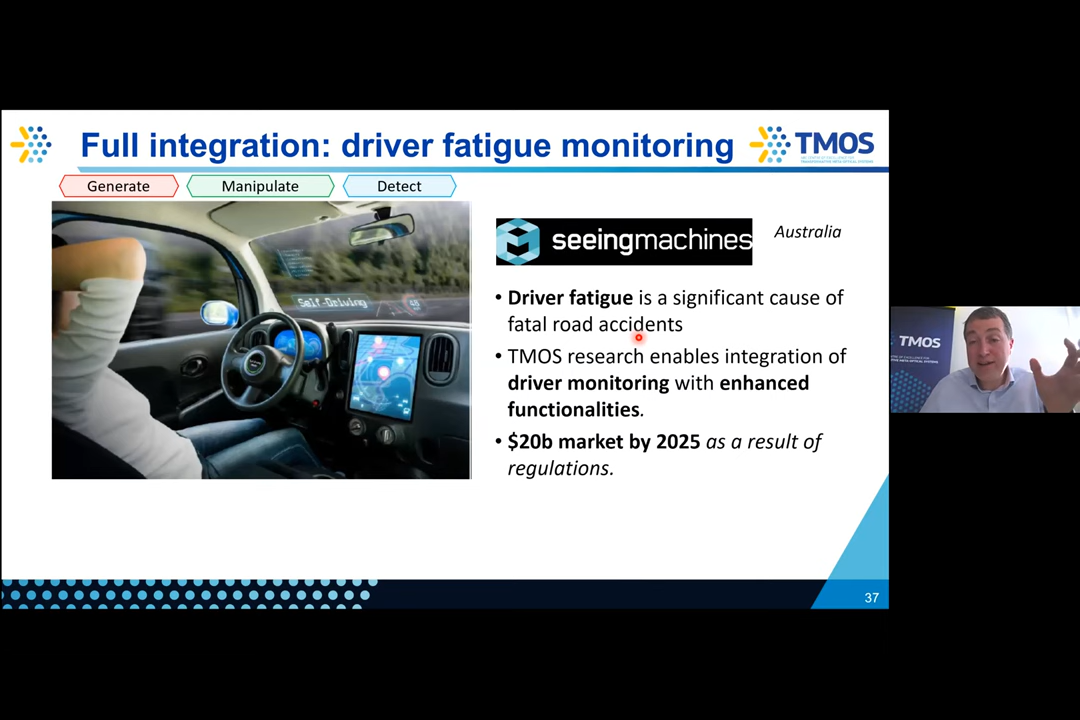 Full integration: driver fatigue monitoring
TMOS
Generate
Manipulate
Detect
Self-Driving
seeingmachines
Australia
• Driver fatigue is a significant cause of
fatal road accidents
• TMOS research enables integration of
driver monitoring with enhanced
functionalities.
• $20b market by 2025 as a result of
regulations.
TMOS
37